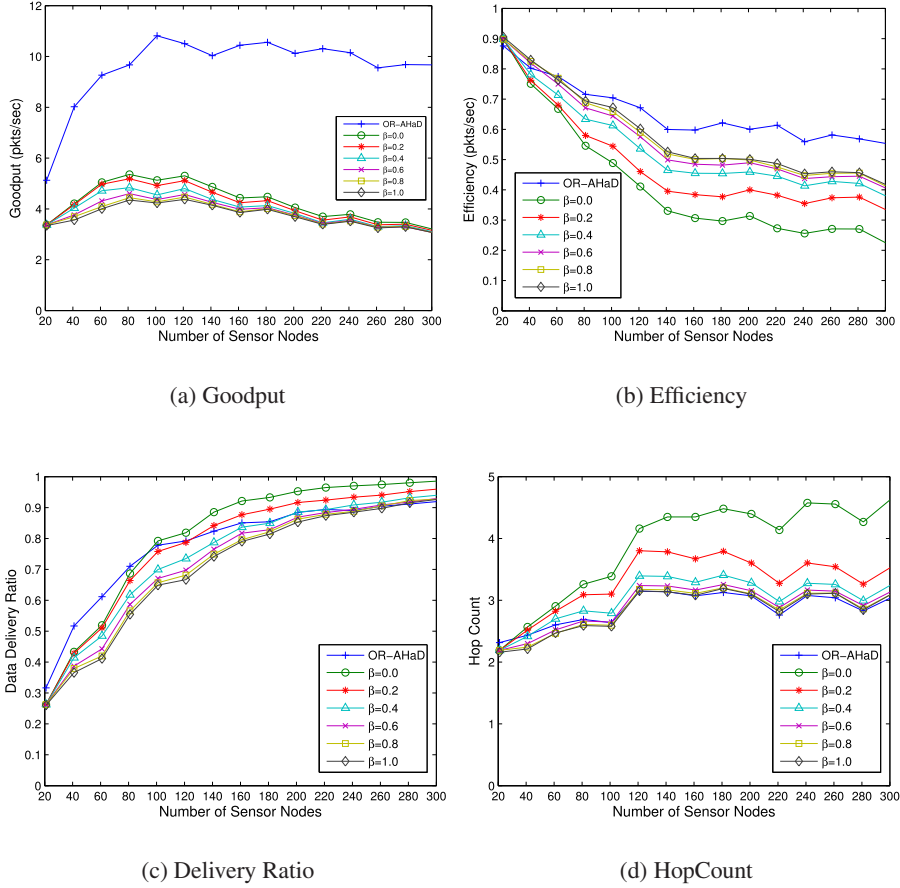 12
10
8
6
4
2
0
Goodput (pkts/sec)
OR−AHaD
β=0.0
β=0.2
β=0.4
β=0.6
β=0.8
β=1.0
20 40 60 80 100 120 140 160 180 200 220 240 260 280 300
Number of Sensor Nodes
(a) Goodput
1
0.9
0.8
0.7
0.6
0.5
0.4
0.3
0.2
0.1
0
Efficiency (pkts/sec)
OR−AHaD
β=0.0
β=0.2
β=0.4
β=0.6
β=0.8
β=1.0
20 40 60 80 100 120 140 160 180 200 220 240 260 280 300
Number of Sensor Nodes
(b) Efficiency
1
0.9
0.8
0.7
0.6
0.5
0.4
0.3
0.2
0.1
0
Data Delivery Ratio
OR−AHaD
β=0.0
β=0.2
β=0.4
β=0.6
β=0.8
β=1.0
20 40 60 80 100 120 140 160 180 200 220 240 260 280 300
Number of Sensor Nodes
(c) Delivery Ratio
5
4
3
2
1
0
Hop Count
OR−AHaD
β=0.0
β=0.2
β=0.4
β=0.6
β=0.8
β=1.0
20 40 60 80 100 120 140 160 180 200 220 240 260 280 300
Number of Sensor Nodes
(d) HopCount